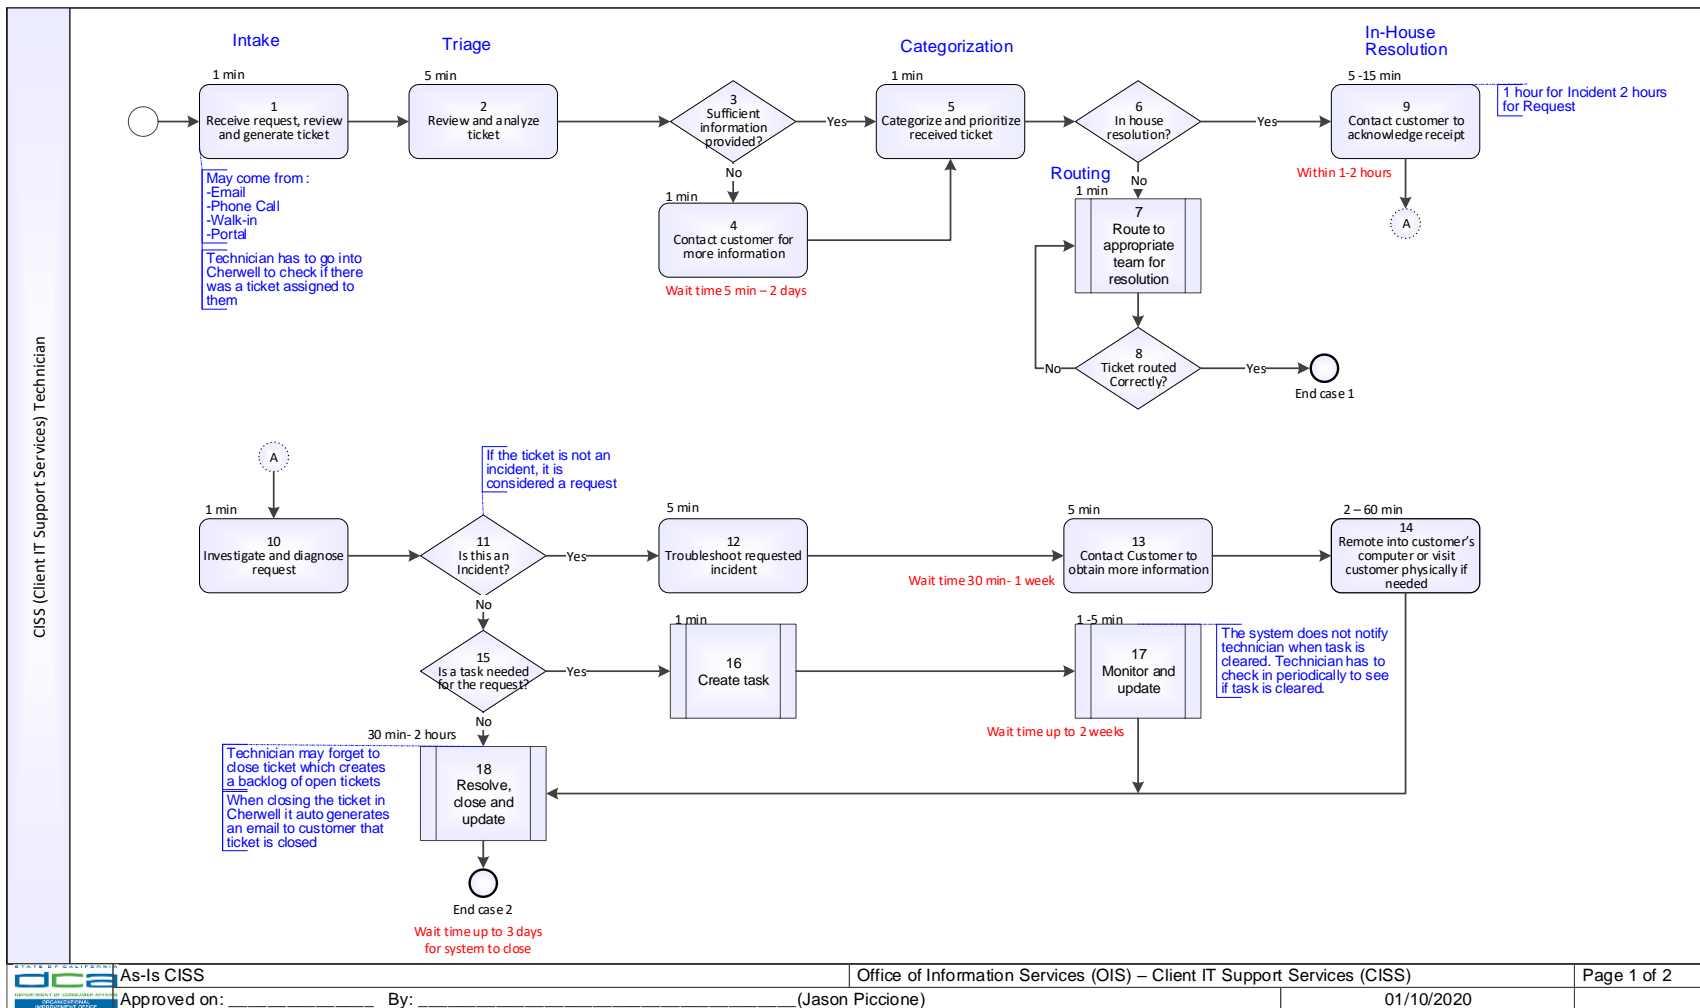 CISS (Client IT Support Services) Technician
Intake
Triage
Categorization
In-House
Resolution
1 min
1
Receive request, review
and generate ticket
May come from :
-Email
-Phone Call
-Walk-in
-Portal
Technician has to go into
Cherwell to check if there
was a ticket assigned to
them
5 min
2
Review and analyze
ticket
3
Sufficient
information
provided?
Yes
No
1 min
4
Contact customer for
more information
Wait time 5 min – 2 days
1 min
5
Categorize and prioritize
received ticket
6
In house
resolution?
Yes
No
5 -15 min
9
Contact customer to
acknowledge receipt
1 hour for Incident 2 hours
for Request
Within 1-2 hours
A
Routing
1 min
7
Route to
appropriate
team for
resolution
8
Ticket routed
Correctly?
No
Yes
End case 1
A
1 min
10
Investigate and diagnose
request
If the ticket is not an
incident, it is
considered a request
11
Is this an
Incident?
Yes
No
5 min
12
Troubleshoot requested
incident
Wait time 30 min- 1 week
5 min
13
Contact Customer to
obtain more information
2 – 60 min
14
Remote into customer's
computer or visit
customer physically if
needed
15
Is a task needed
for the request?
Yes
No
1 min
16
Create task
1 -5 min
17
Monitor and
update
The system does not notify
technician when task is
cleared. Technician has to
check in periodically to see
if task is cleared.
Wait time up to 2 weeks
30 min- 2 hours
18
Resolve,
close and
update
Technician may forget to
close ticket which creates
a backlog of open tickets
When closing the ticket in
Cherwell it auto generates
an email to customer that
ticket is closed
End case 2
Wait time up to 3 days
for system to close
STATE OF CALIFORNIA
dca
DEPARTMENT OF CONSUMER AFFAIRS
ORGANIZATIONAL
IMPROVEMENT OFFICE
As-Is CISS
Office of Information Services (OIS) – Client IT Support Services (CISS)
Page 1 of 2
Approved on: ________________ By: ________________________________________(Jason Piccione)
01/10/2020